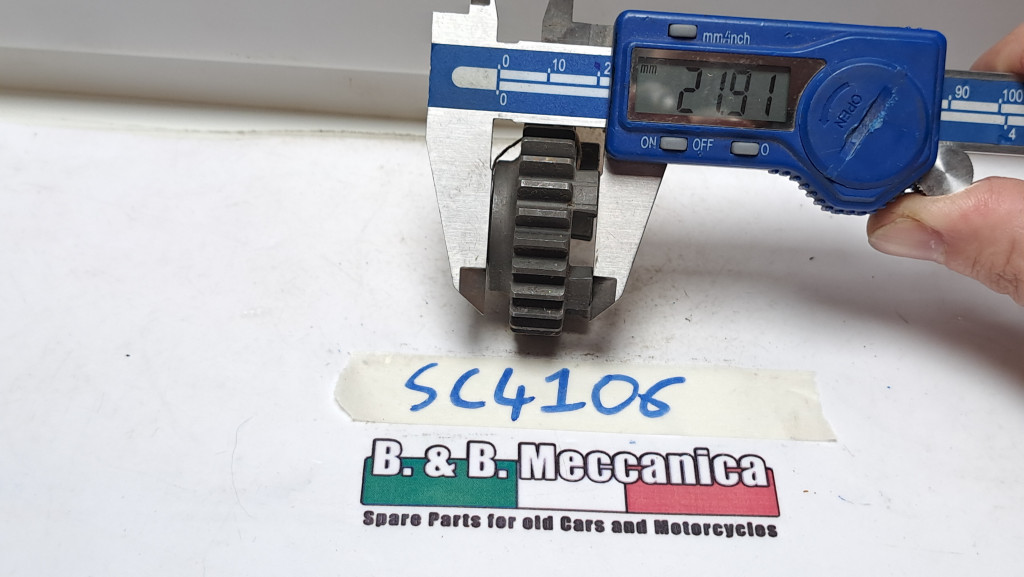 mm/inch
0 10 2
mm 21.91
OPEN
90 100
0
ON OFF 0
4
SC4106
B. & B. Meccanica
Spare Parts for old Cars and Motorcycles